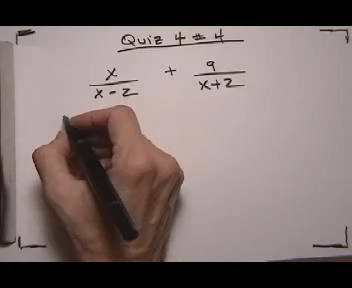 Quiz 4 # 4
x/(x - 2) + 9/(x + 2)